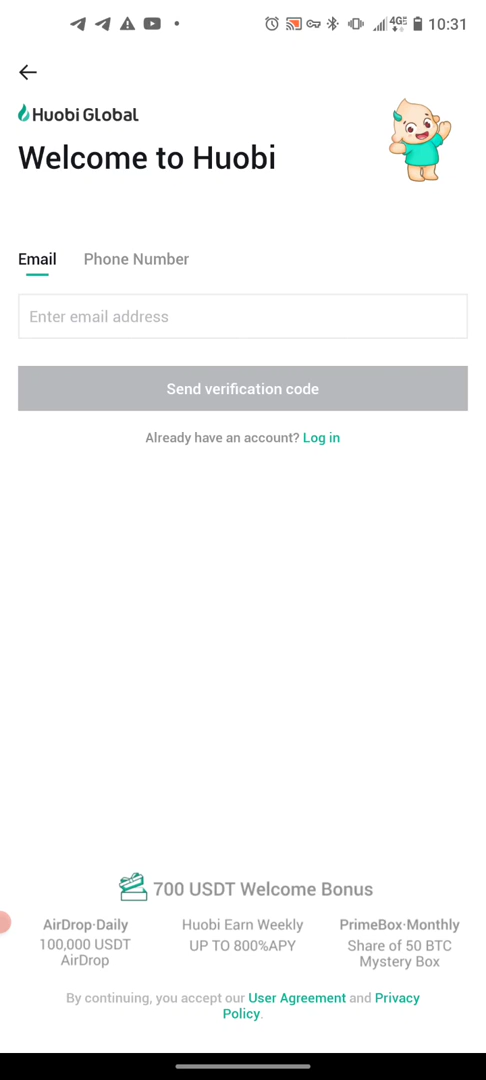 10:31
Huobi Global
Welcome to Huobi
Email Phone Number
Enter email address
Send verification code
Already have an account? Log in
700 USDT Welcome Bonus
AirDrop·Daily
100,000 USDT
AirDrop
Huobi Earn Weekly
UP TO 800%APY
PrimeBox·Monthly
Share of 50 BTC
Mystery Box
By continuing, you accept our User Agreement and Privacy
Policy.